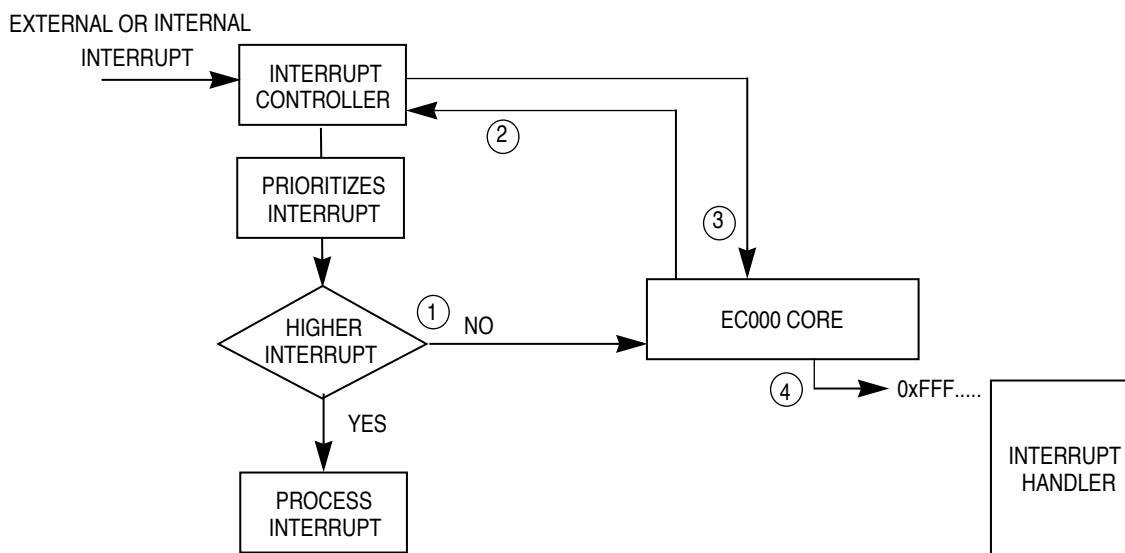 EXTERNAL OR INTERNAL
INTERRUPT
INTERRUPT
CONTROLLER
2
PRIORITIZES
INTERRUPT
3
1
NO
HIGHER
INTERRUPT
EC000 CORE
4
0xFFF.....
YES
INTERRUPT
HANDLER
PROCESS
INTERRUPT